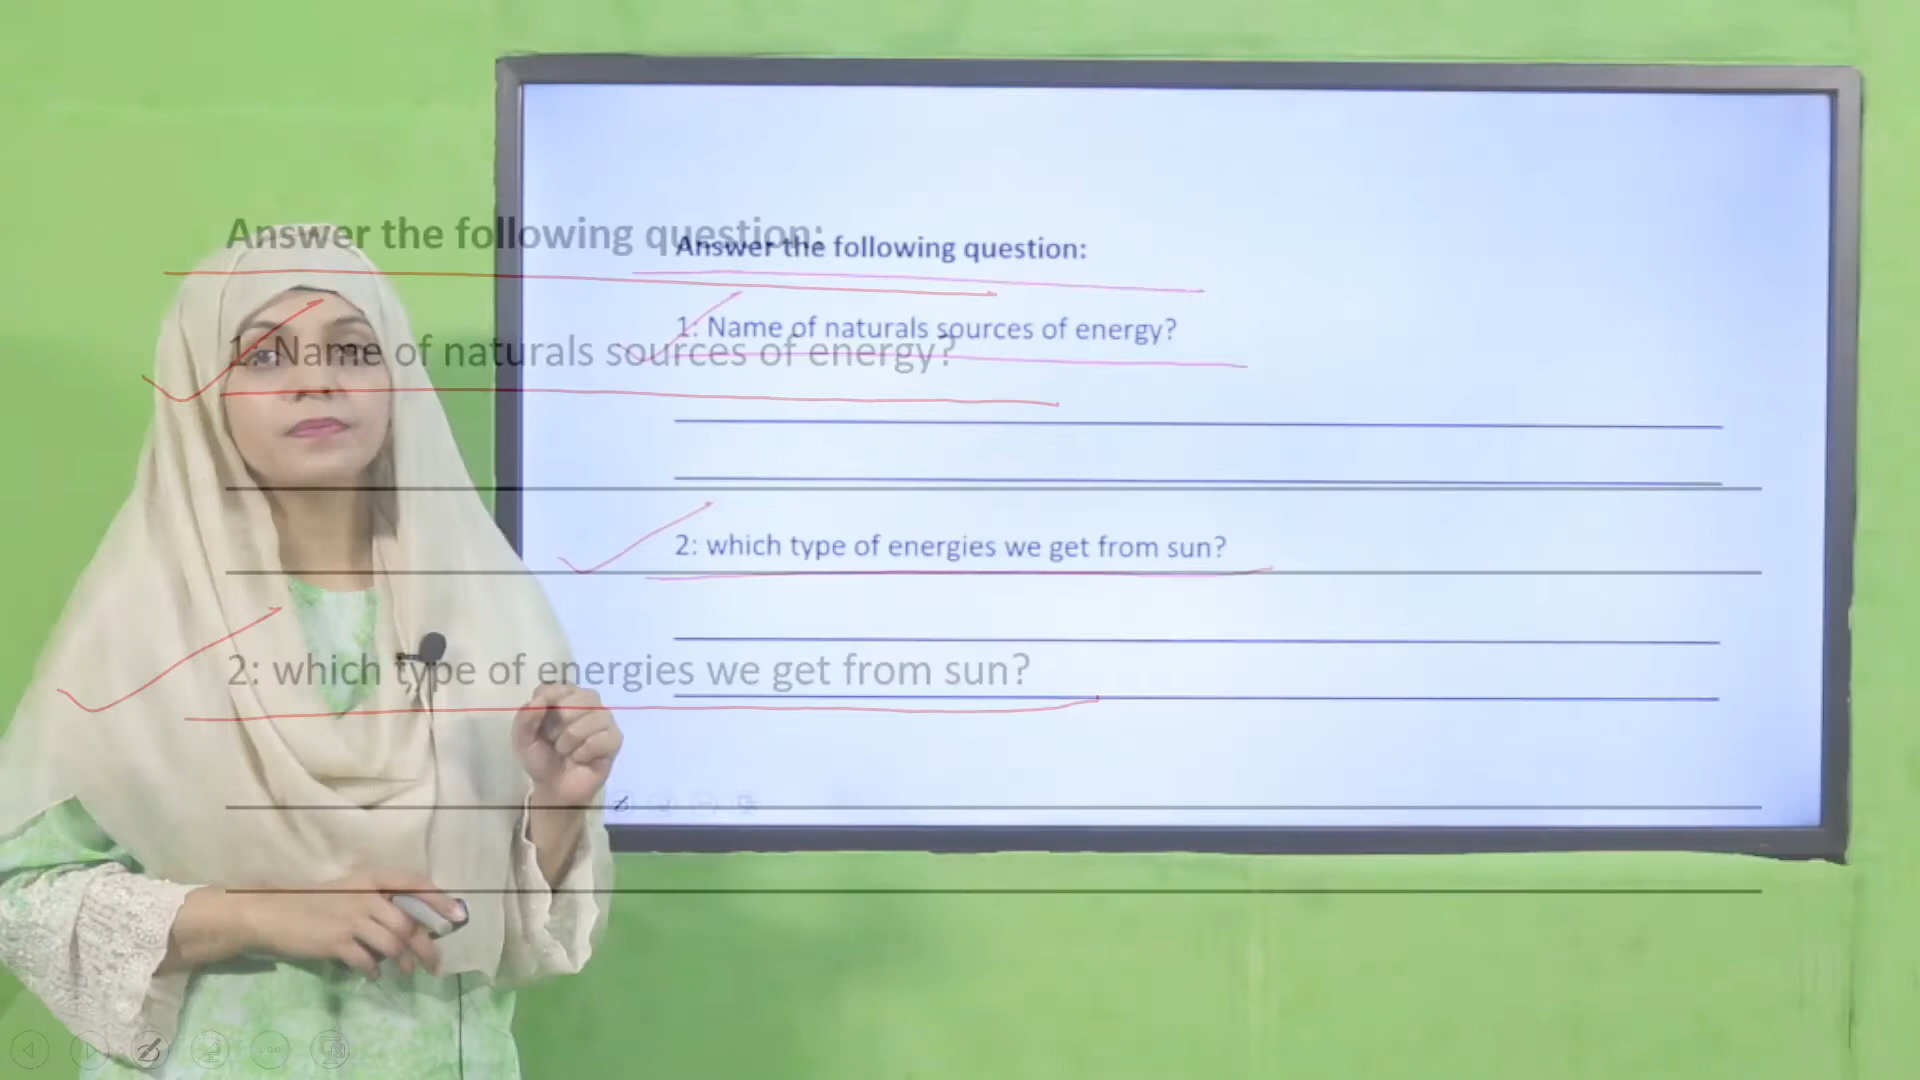 Answer the following question:
1: Name of naturals sources of energy?
2: which type of energies we get from sun?
Answer the following question:
1: Name of naturals sources of energy?
2: which type of energies we get from sun?